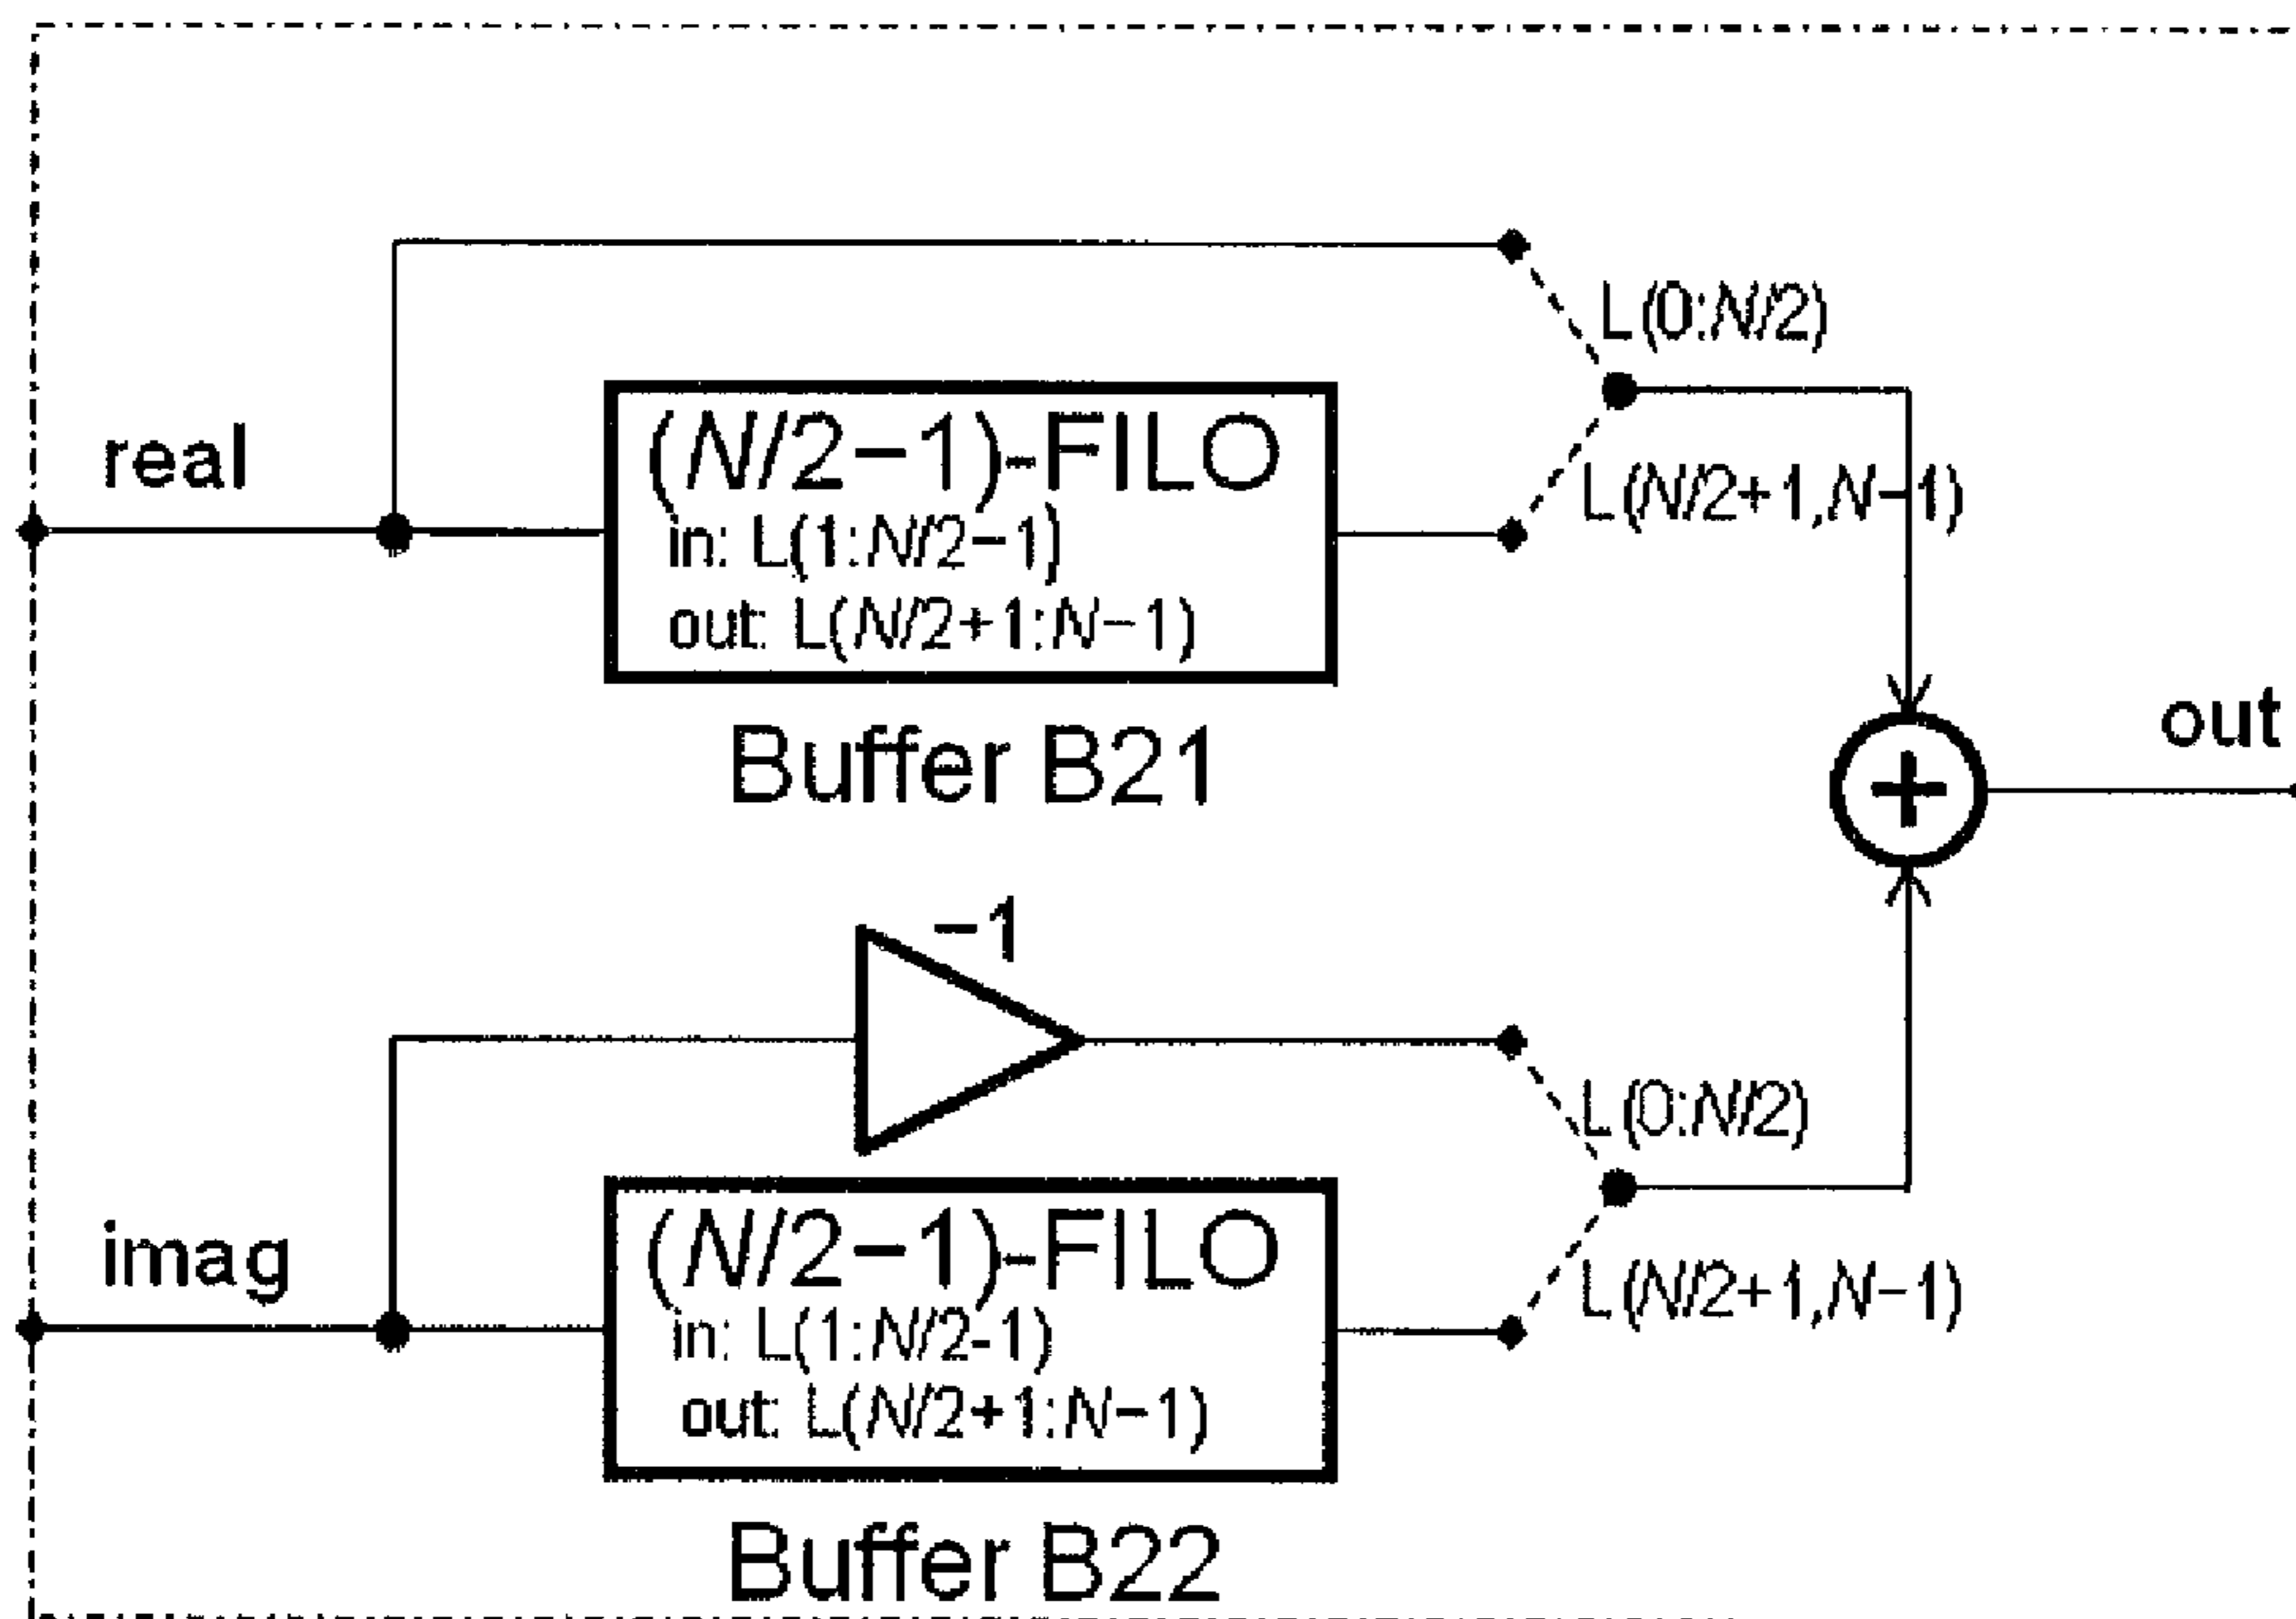 L(0:N/2)
real
(N/2−1)-FILO
in: L(1:N/2−1)
out: L(N/2+1:N−1)
L(N/2+1,N−1)
Buffer B21
out
−1
L(0:N/2)
imag
(N/2−1)-FILO
in: L(1:N/2-1)
out: L(N/2+1:N−1)
L(N/2+1,N−1)
Buffer B22